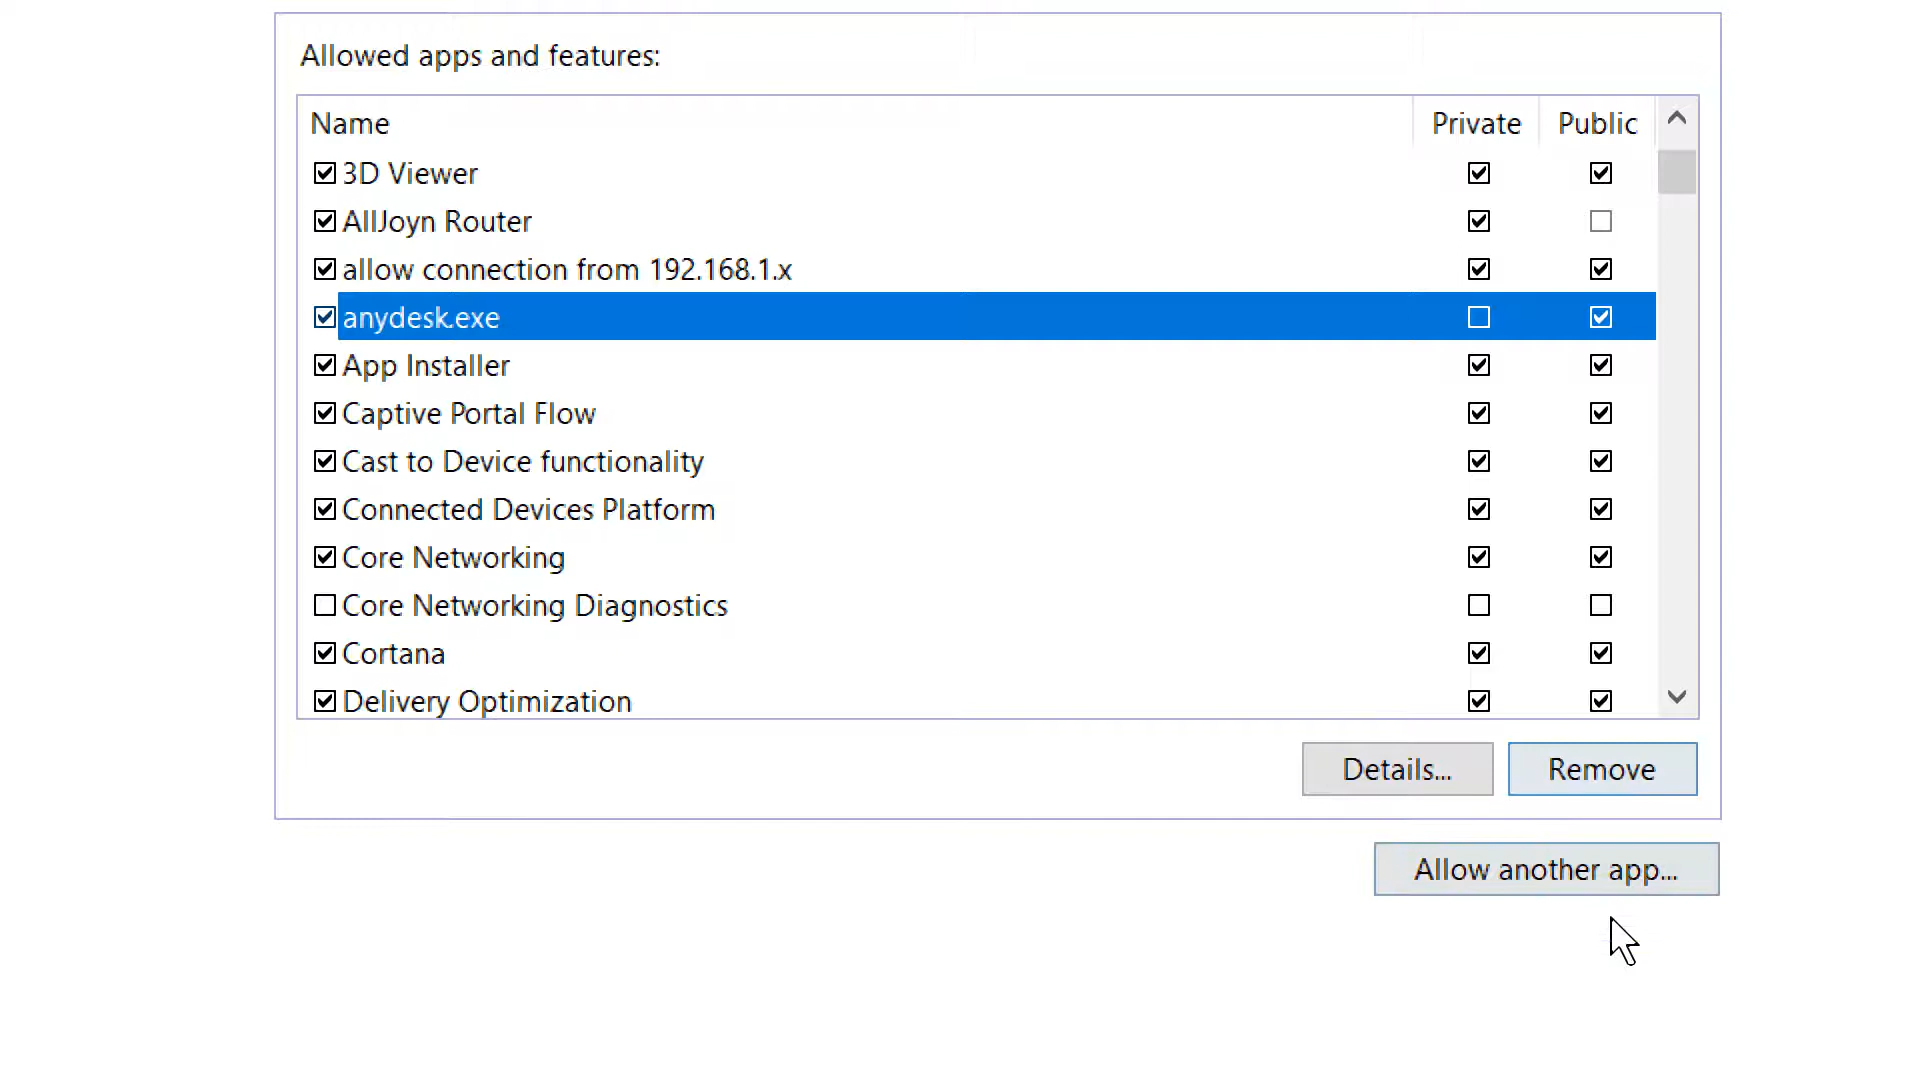 Allowed apps and features:
Name Private Public
3D Viewer
AllJoyn Router
allow connection from 192.168.1.x
anydesk.exe
App Installer
Captive Portal Flow
Cast to Device functionality
Connected Devices Platform
Core Networking
Core Networking Diagnostics
Cortana
Delivery Optimization
Details... Remove
Allow another app...